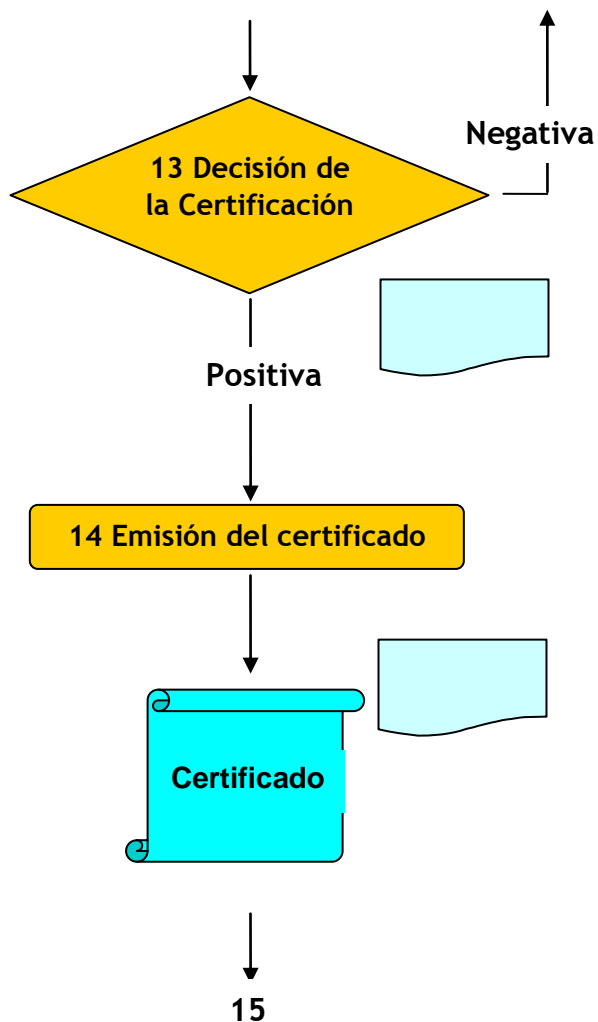 Negativa
13 Decisión de
la Certificación
Positiva
14 Emisión del certificado
Certificado
15